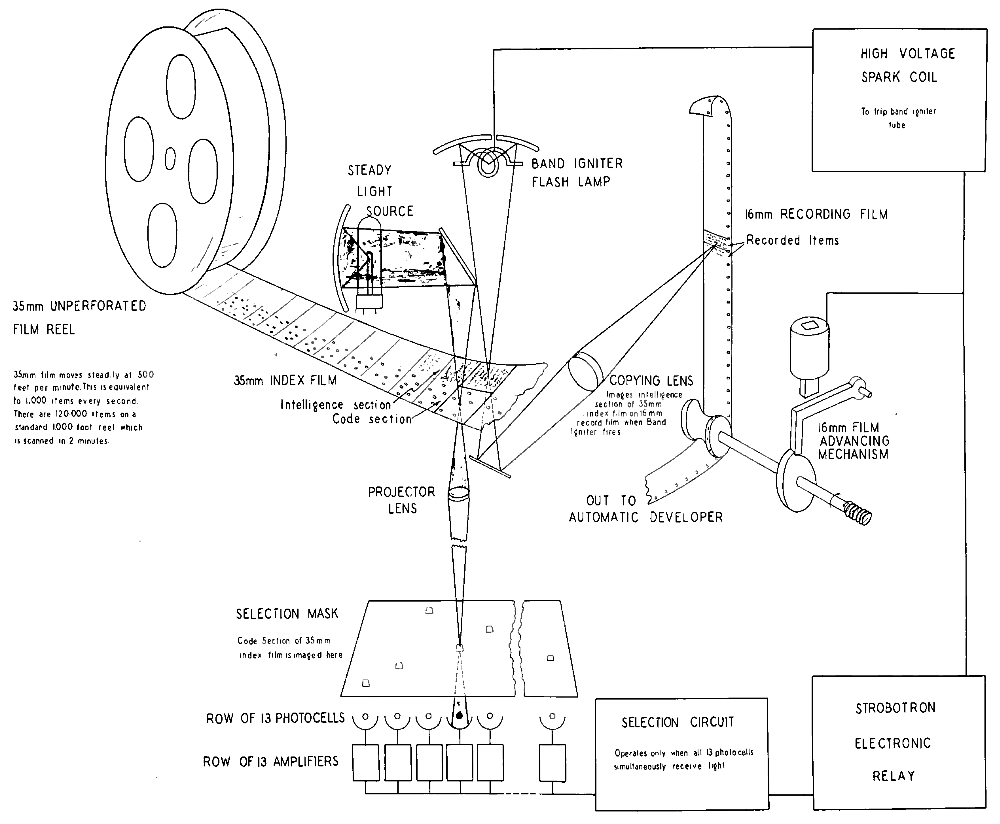 HIGH VOLTAGE
SPARK COIL
To trip band igniter
tube
BAND IGNITER
FLASH LAMP
STEADY
LIGHT
SOURCE
16mm RECORDING FILM
Recorded Items
35mm UNPERFORATED
FILM REEL
35mm film moves steadily at 500
feet per minute. This is equivalent
to 1.000 items every second.
There are 120.000 items on a
standard 1.000 foot reel which
is scanned in 2 minutes.
35mm INDEX FILM
Intelligence section
Code section
COPYING LENS
Images intelligence
section of 35mm
index film on 16mm
record film when Band
Igniter fires
16mm FILM
ADVANCING
MECHANISM
PROJECTOR
LENS
OUT TO
AUTOMATIC DEVELOPER
SELECTION MASK
Code Section of 35mm
index film is imaged here
ROW OF 13 PHOTOCELLS
ROW OF 13 AMPLIFIERS
SELECTION CIRCUIT
Operates only when all 13 photocells
simultaneously receive light
STROBOTRON
ELECTRONIC
RELAY